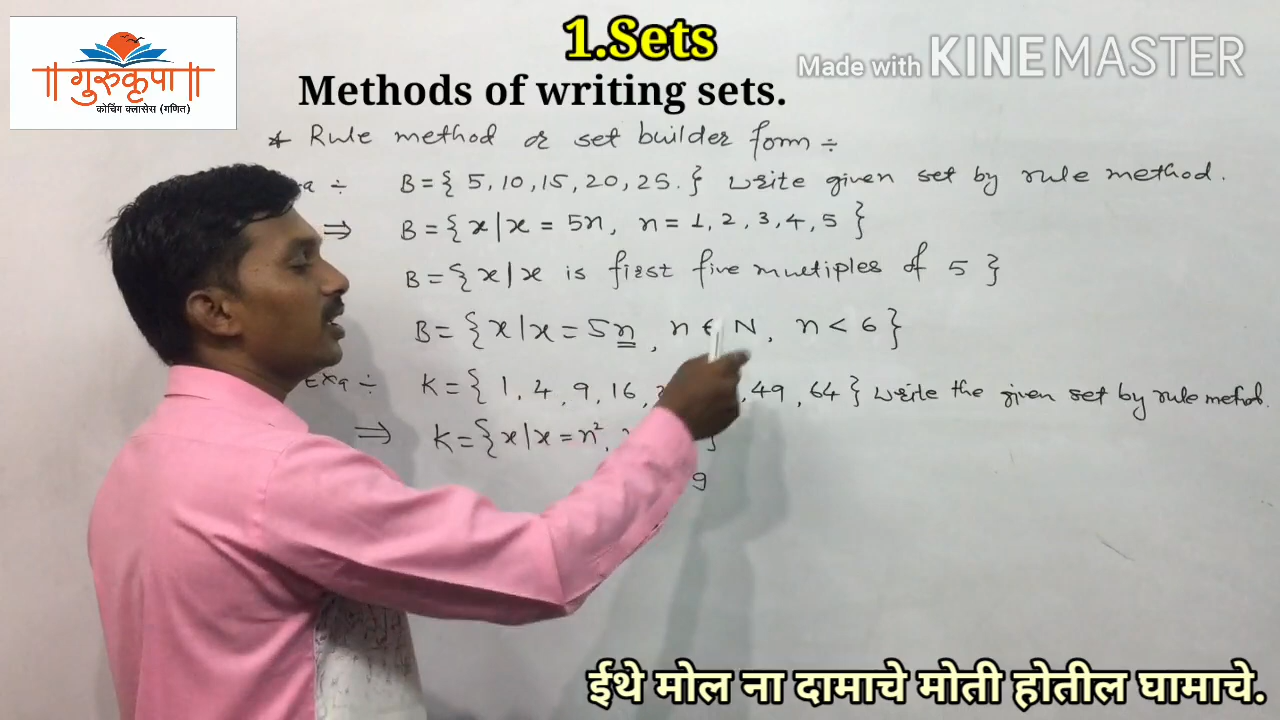 1.Sets
Made with KINEMASTER
॥गुरुकृपा॥
कोचिंग क्लासेस (गणित)
Methods of writing sets.
* Rule method or set builder form ÷
÷ B = { 5, 10, 15, 20, 25. } write given set by rule method.
⇒ B = { x | x = 5n, n = 1, 2, 3, 4, 5 }
B = { x | x is first five multiples of 5 }
B = { x | x = 5n, n ∈ N, n < 6 }
Exa ÷ K = { 1, 4, 9, 16, 49, 64 } write the given set by rule method.
⇒ K = { x | x = n², }
9
ईथे मोल ना दामाचे मोती होतील घामाचे.